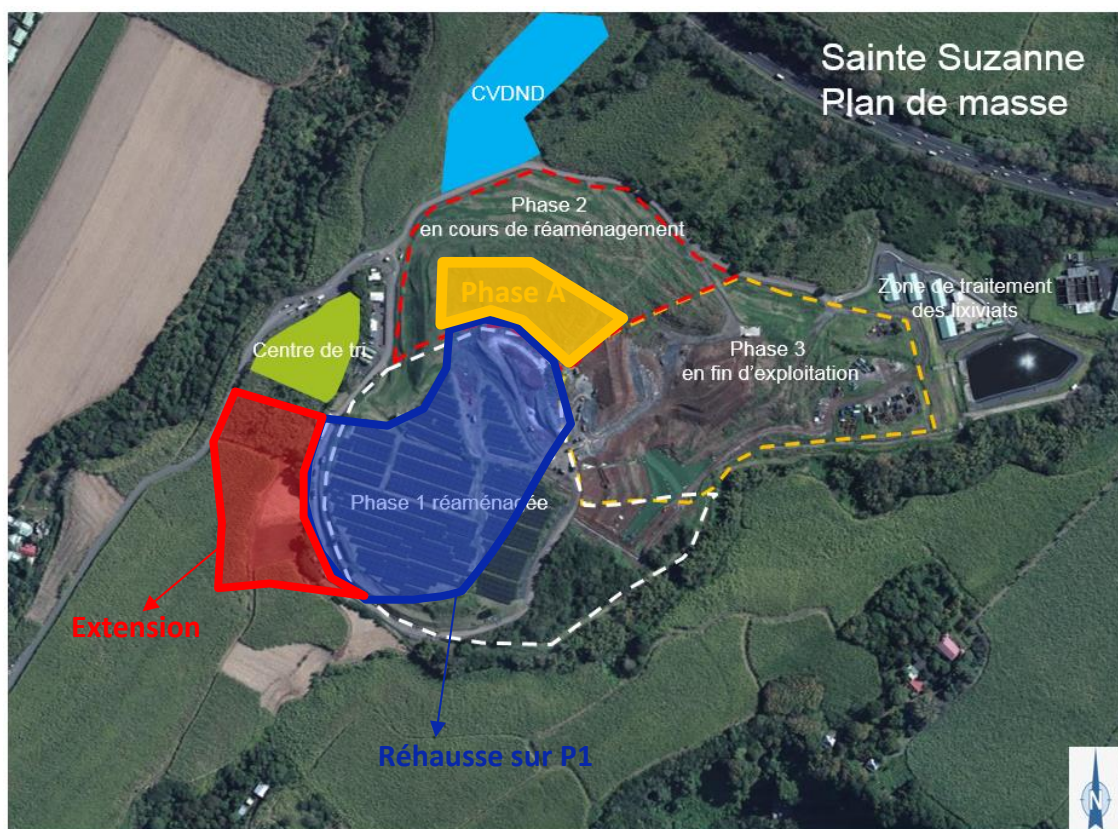 Sainte Suzanne
Plan de masse
CVDND
Phase 2
en cours de réaménagement
Phase A
Zone de traitement
des lixiviats
Centre de tri
Phase 3
en fin d'exploitation
Phase 1 réaménagée
Extension
Réhausse sur P1
N